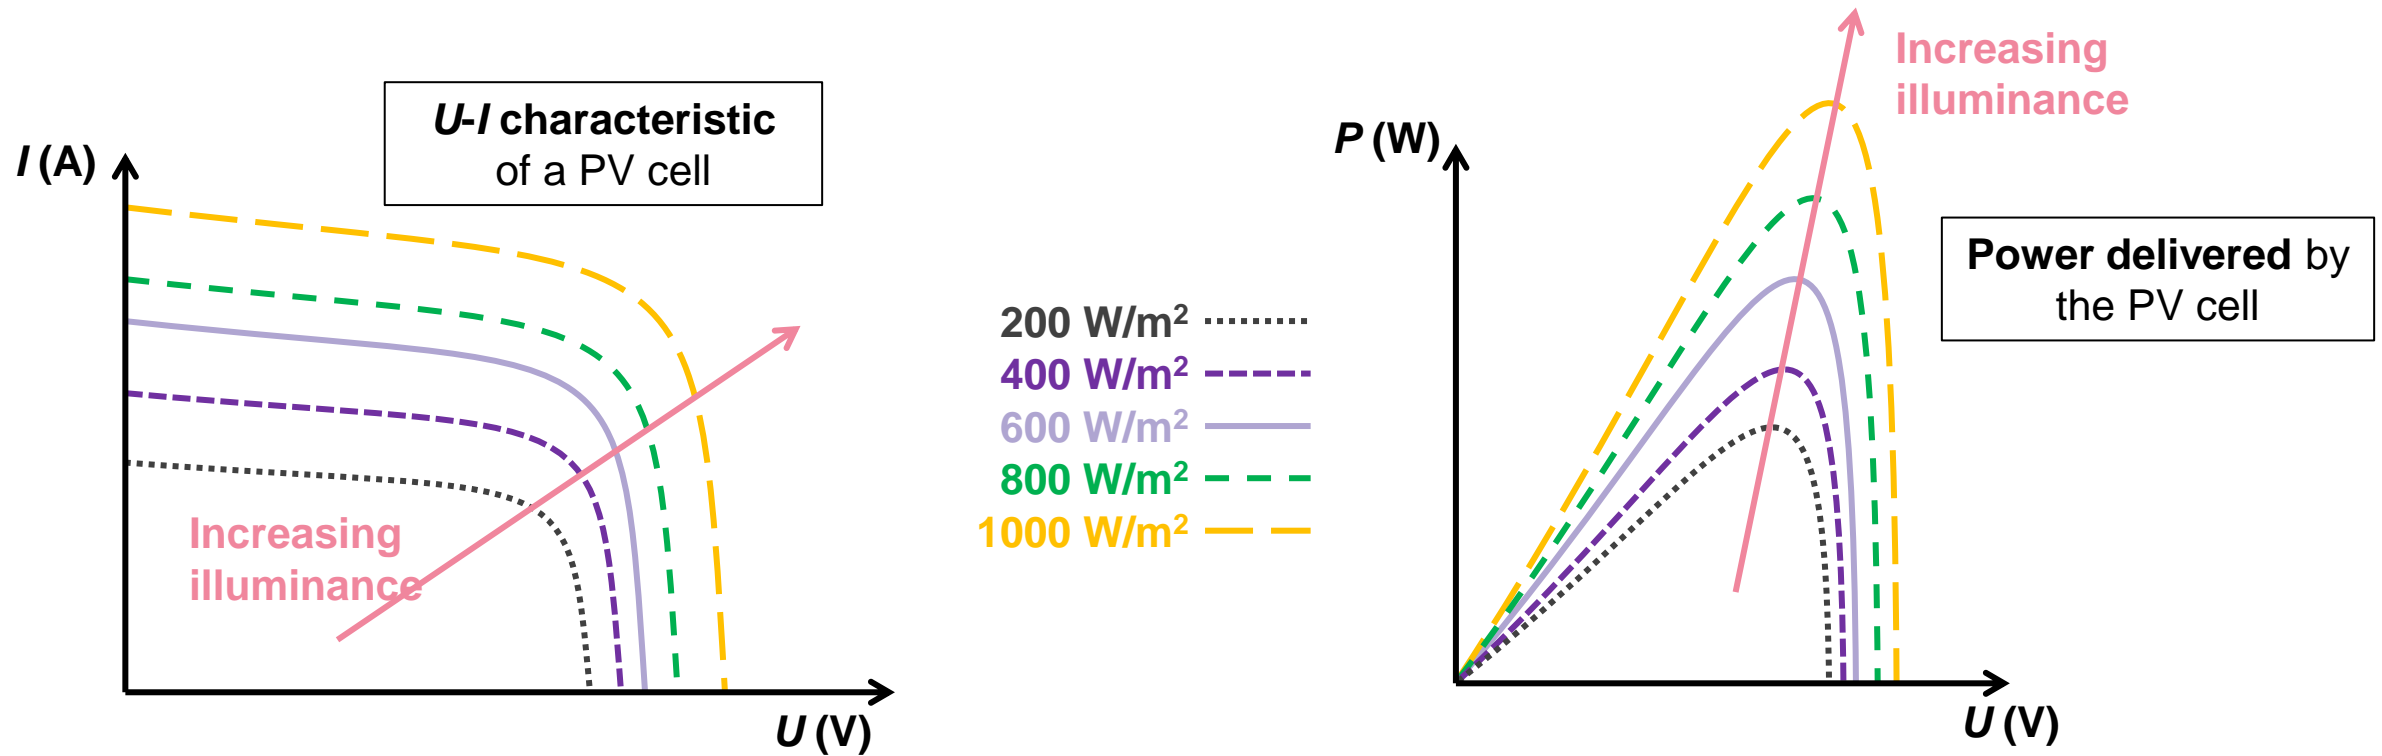 U-I characteristic
of a PV cell
I (A)
Increasing
illuminance
U (V)
200 W/m²
400 W/m²
600 W/m²
800 W/m²
1000 W/m²
P (W)
Increasing
illuminance
Power delivered by
the PV cell
U (V)